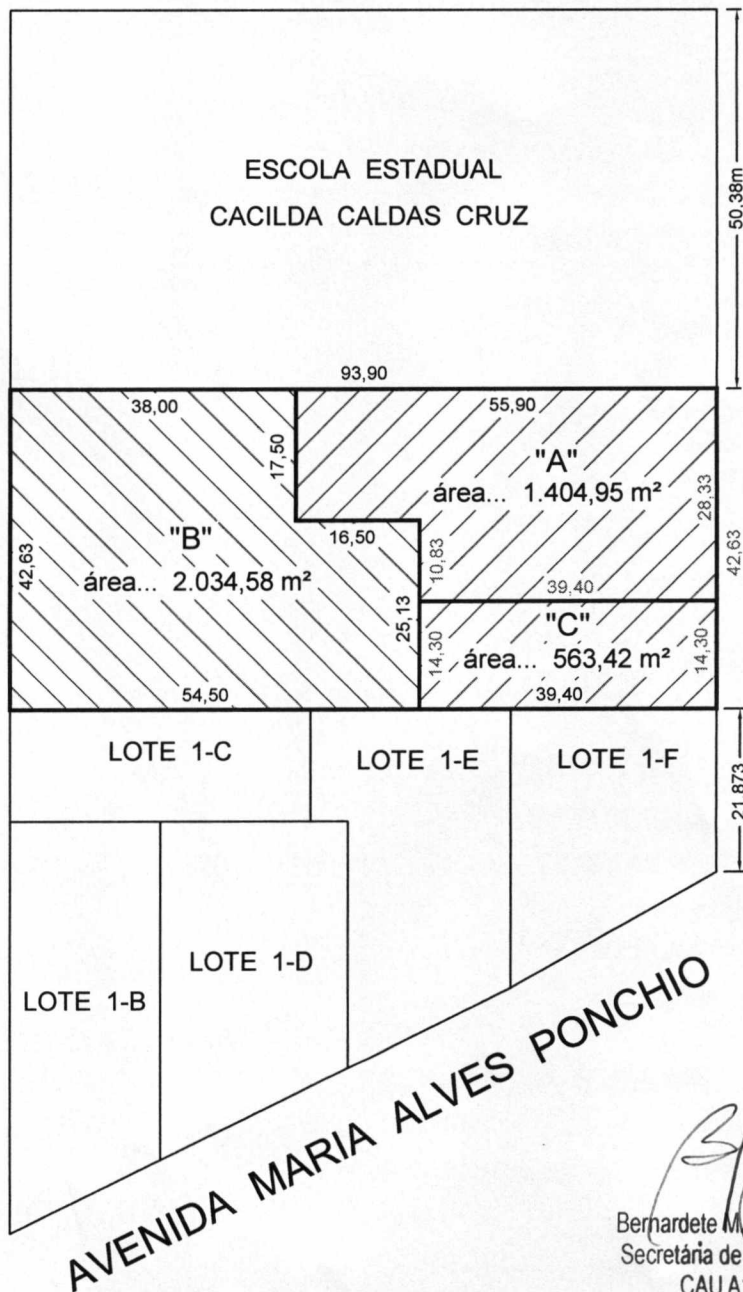 ESCOLA ESTADUAL
CACILDA CALDAS CRUZ
50,38m
93,90
38,00
55,90
17,50
"A"
área... 1.404,95 m²
28,33
42,63
"B"
área... 2.034,58 m²
42,63
16,50
10,83
39,40
25,13
"C"
área... 563,42 m²
14,30
14,30
54,50
39,40
LOTE 1-C
LOTE 1-E
LOTE 1-F
21,873
LOTE 1-D
LOTE 1-B
AVENIDA MARIA ALVES PONCHIO
Bernardete M.
Secretária de
CAU A